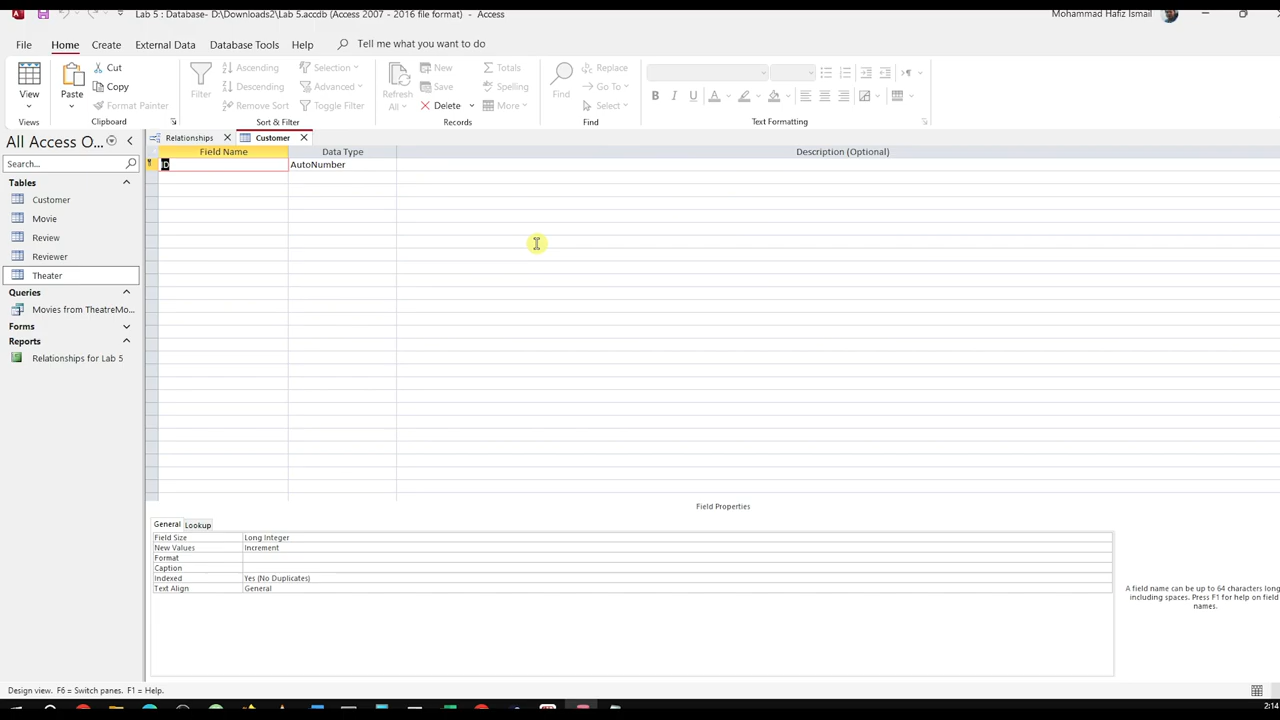 Lab 5 : Database- D:\Downloads2\Lab 5.accdb (Access 2007 - 2016 file format) - Access
Mohammad Hafiz Ismail
File Home Create External Data Database Tools Help Tell me what you to do
View
Views
Paste
Cut
Copy
Format Painter
Clipboard
Filter
Ascending
Descending
Remove Sort
Selection
Advanced
Toggle Filter
Sort & Filter
Refresh
All
New
Save
Delete
Totals
Spelling
More
Records
Find
Replace
Go To
Select
Find
B I U A
Text Formatting
All Access O...
Search...
Tables
Customer
Movie
Review
Reviewer
Theater
Queries
Movies from TheatreMo...
Forms
Reports
Relationships for Lab 5
Relationships Customer
Field Name Data Type Description (Optional)
ID AutoNumber
Field Properties
General Lookup
Field Size Long Integer
New Values Increment
Format
Caption
Indexed Yes (No Duplicates)
Text Align General
A field name can be up to 64 characters long
including spaces. Press F1 for help on field
names.
Design view. F6 = Switch panes. F1 = Help.
2:14